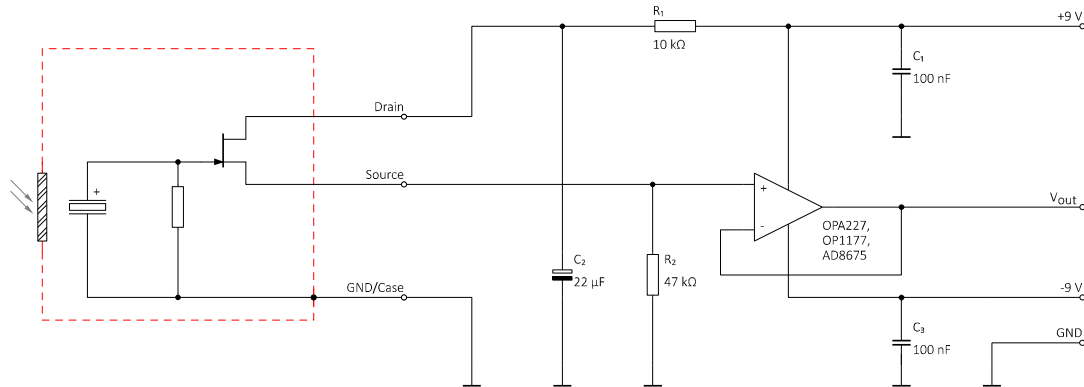 R₁
10 kΩ
+9 V
C₁
100 nF
Drain
+
Source
+
-
Vout
OPA227,
OP1177,
AD8675
C₂
22 µF
R₂
47 kΩ
GND/Case
-9 V
C₃
100 nF
GND